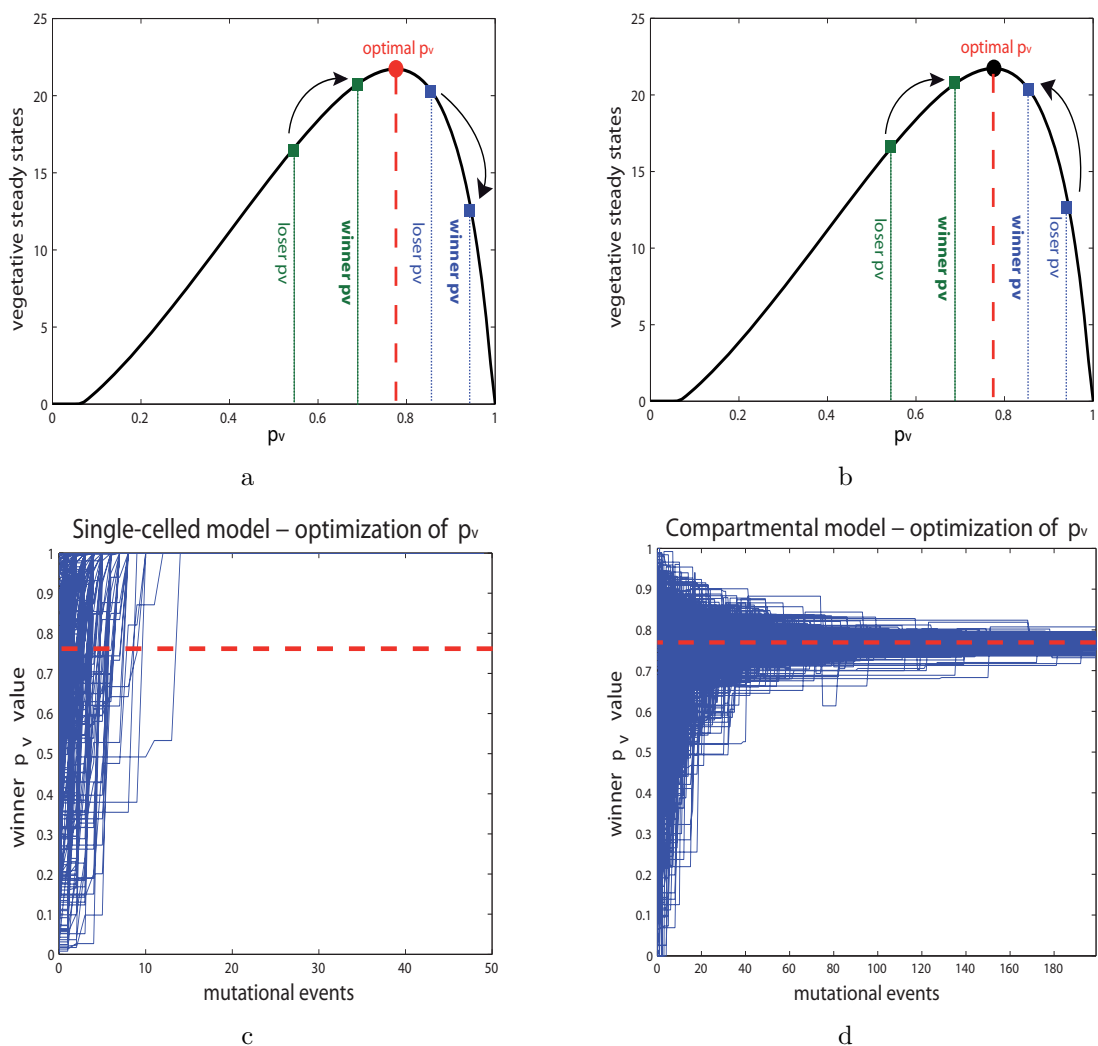 25
20
15
10
5
0
0
0.2
0.4
0.6
0.8
1
vegetative steady states
pv
optimal pv
loser pv
winner pv
loser pv
winner pv
a
25
20
15
10
5
0
0
0.2
0.4
0.6
0.8
1
vegetative steady states
pv
optimal pv
loser pv
winner pv
winner pv
loser pv
b
Single-celled model – optimization of pv
1
0.9
0.8
0.7
0.6
0.5
0.4
0.3
0.2
0.1
0
0
10
20
30
40
50
winner pv value
mutational events
c
Compartmental model – optimization of pv
1
0.9
0.8
0.7
0.6
0.5
0.4
0.3
0.2
0.1
0
0
20
40
60
80
100
120
140
160
180
winner pv value
mutational events
d